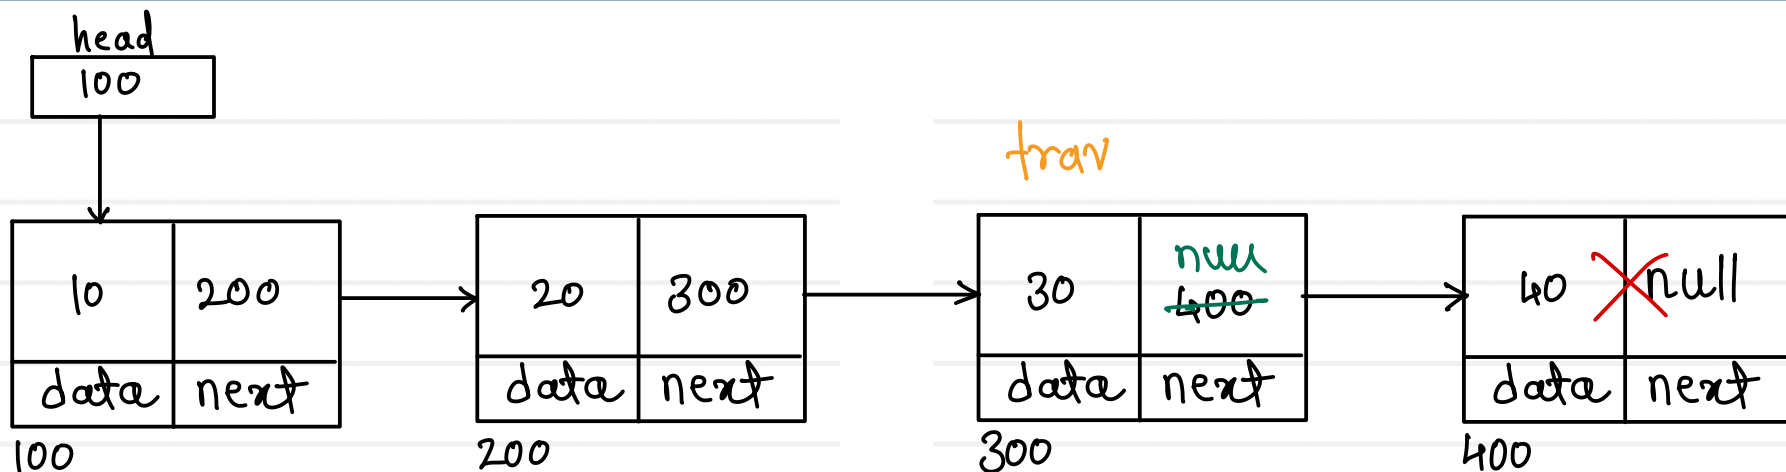 head
100
trav
null
10 200 20 300 30 400 40 null
data next data next data next data next
100 200 300 400